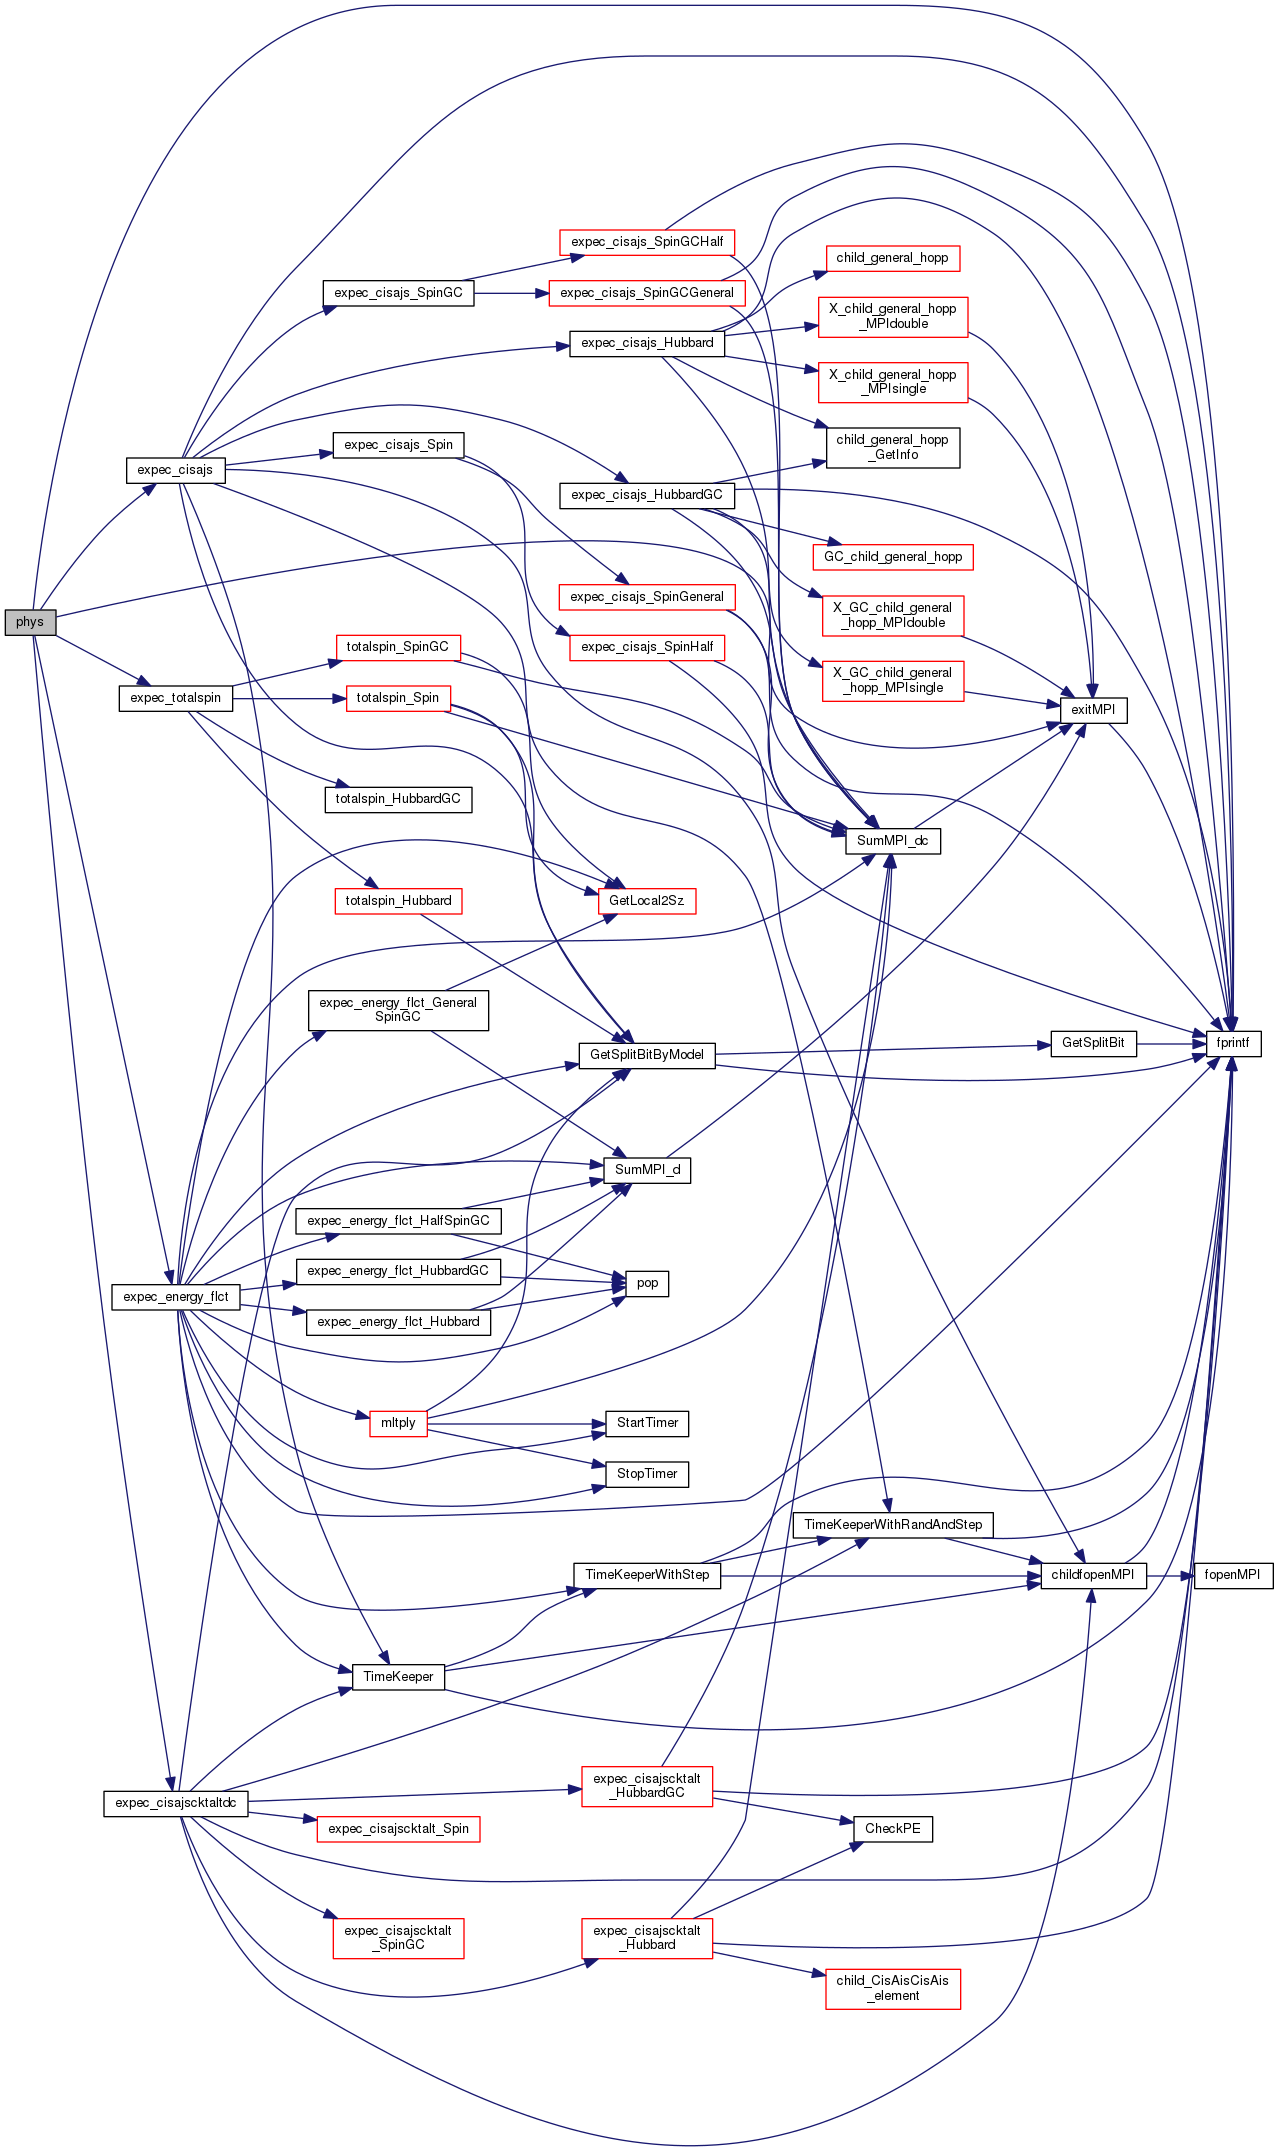 expec_cisajs_SpinGCHalf
child_general_hopp
expec_cisajs_SpinGC
expec_cisajs_SpinGCGeneral
X_child_general_hopp
_MPIdouble
expec_cisajs_Hubbard
X_child_general_hopp
_MPIsingle
expec_cisajs_Spin
child_general_hopp
_GetInfo
expec_cisajs
expec_cisajs_HubbardGC
GC_child_general_hopp
expec_cisajs_SpinGeneral
X_GC_child_general
_hopp_MPIdouble
phys
totalspin_SpinGC
expec_cisajs_SpinHalf
X_GC_child_general
_hopp_MPIsingle
expec_totalspin
totalspin_Spin
exitMPI
totalspin_HubbardGC
SumMPI_dc
totalspin_Hubbard
GetLocal2Sz
expec_energy_flct_General
SpinGC
GetSplitBitByModel
GetSplitBit
fprintf
SumMPI_d
expec_energy_flct_HalfSpinGC
expec_energy_flct_HubbardGC
pop
expec_energy_flct
expec_energy_flct_Hubbard
mltply
StartTimer
StopTimer
TimeKeeperWithRandAndStep
TimeKeeperWithStep
childfopenMPI
fopenMPI
TimeKeeper
expec_cisajscktalt
_HubbardGC
expec_cisajscktaltdc
expec_cisajscktalt_Spin
CheckPE
expec_cisajscktalt
_SpinGC
expec_cisajscktalt
_Hubbard
child_CisAisCisAis
_element